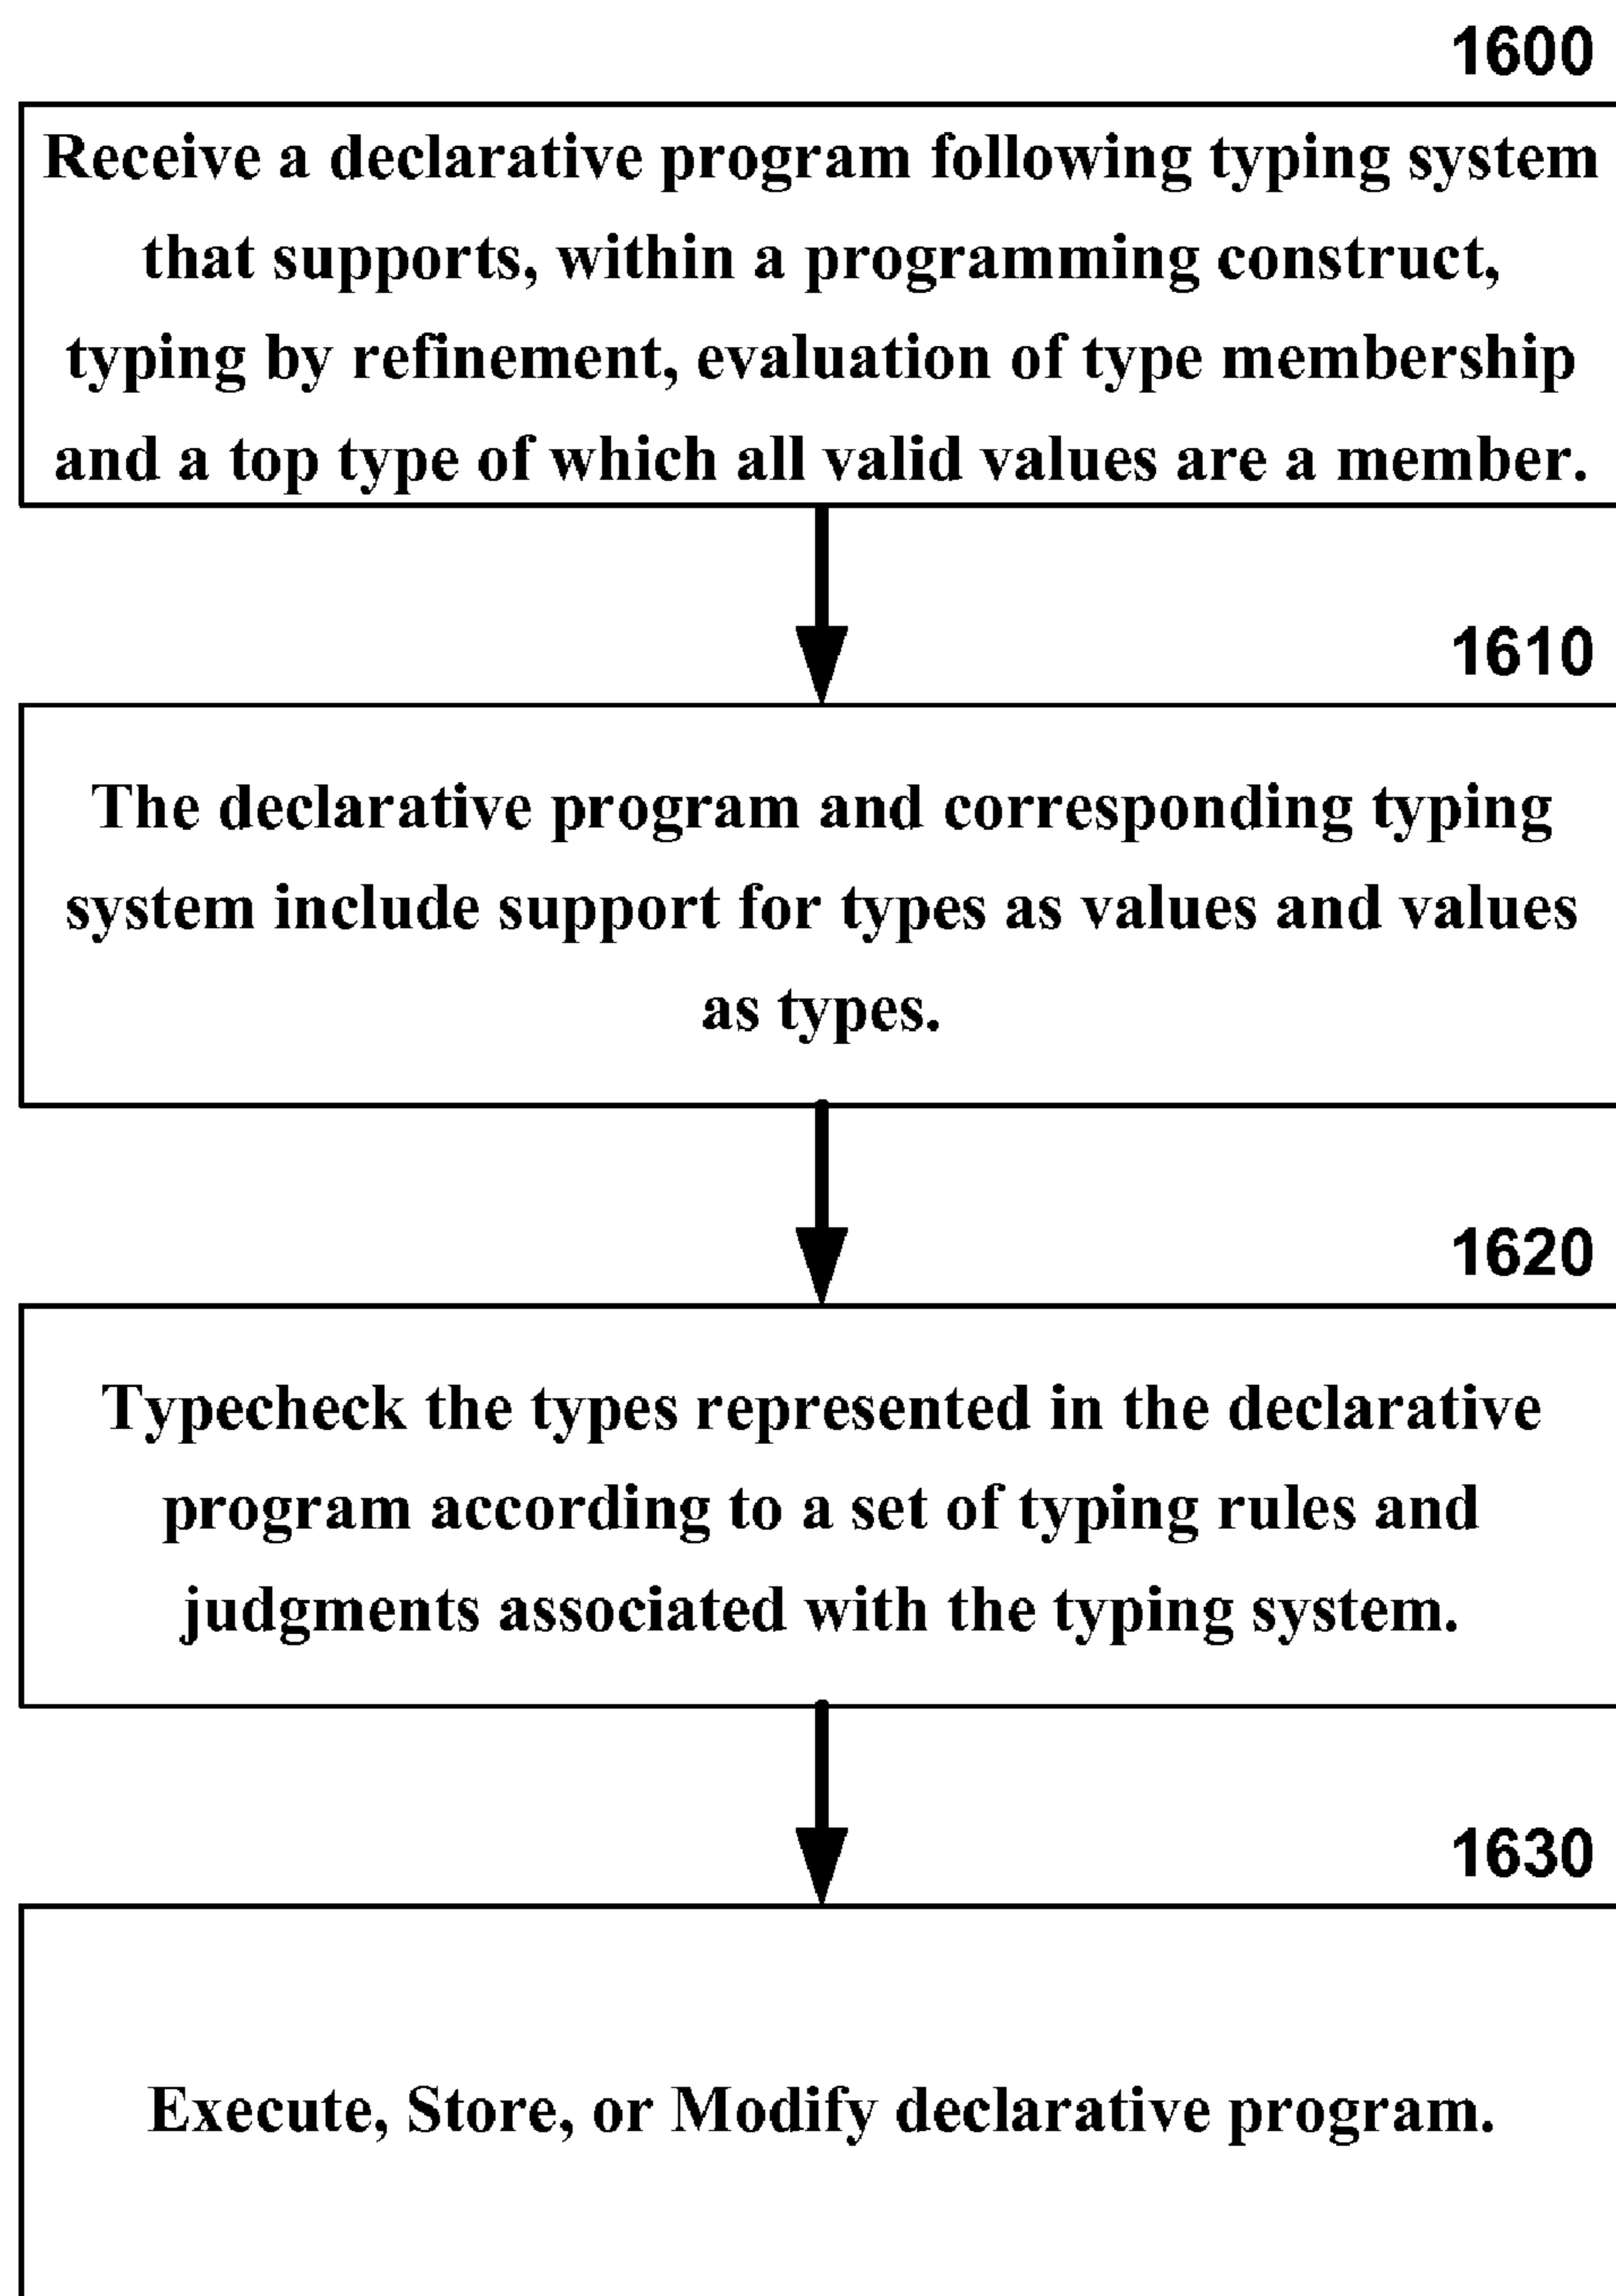 1600
Receive a declarative program following typing system
that supports, within a programming construct,
typing by refinement, evaluation of type membership
and a top type of which all valid values are a member.
1610
The declarative program and corresponding typing
system include support for types as values and values
as types.
1620
Typecheck the types represented in the declarative
program according to a set of typing rules and
judgments associated with the typing system.
1630
Execute, Store, or Modify declarative program.